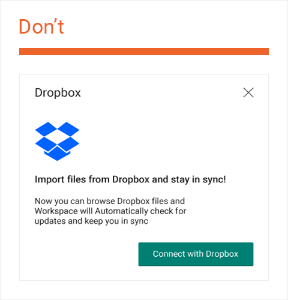 Don't
Dropbox
Import files from Dropbox and stay in sync!
Now you can browse Dropbox files and
Workspace will Automatically check for
updates and keep you in sync
Connect with Dropbox